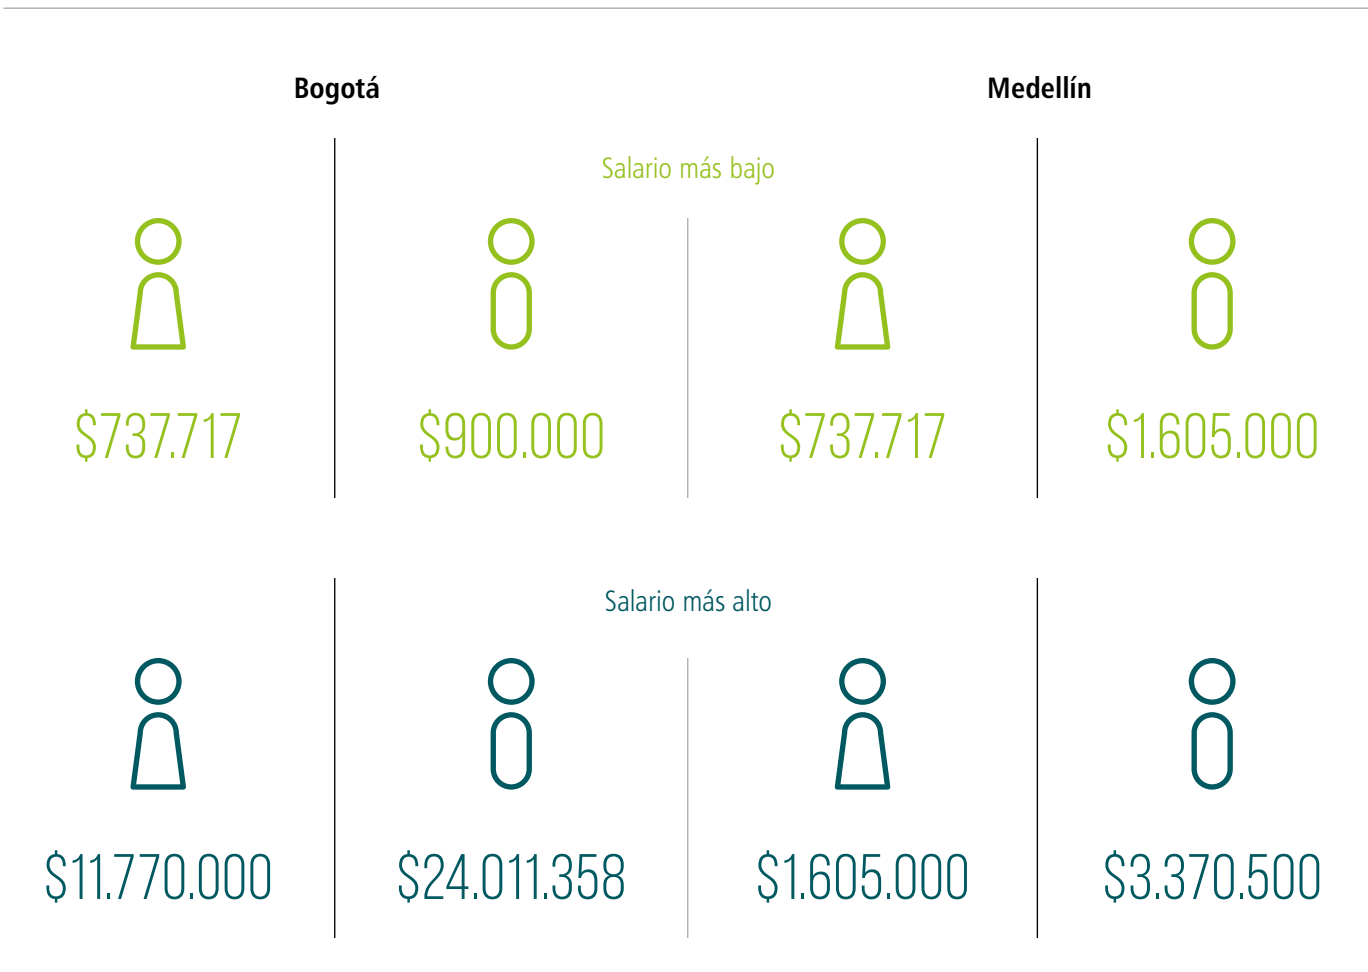 Bogotá
Medellín
Salario más bajo
$737.717
$900.000
$737.717
$1.605.000
Salario más alto
$11.770.000
$24.011.358
$1.605.000
$3.370.500